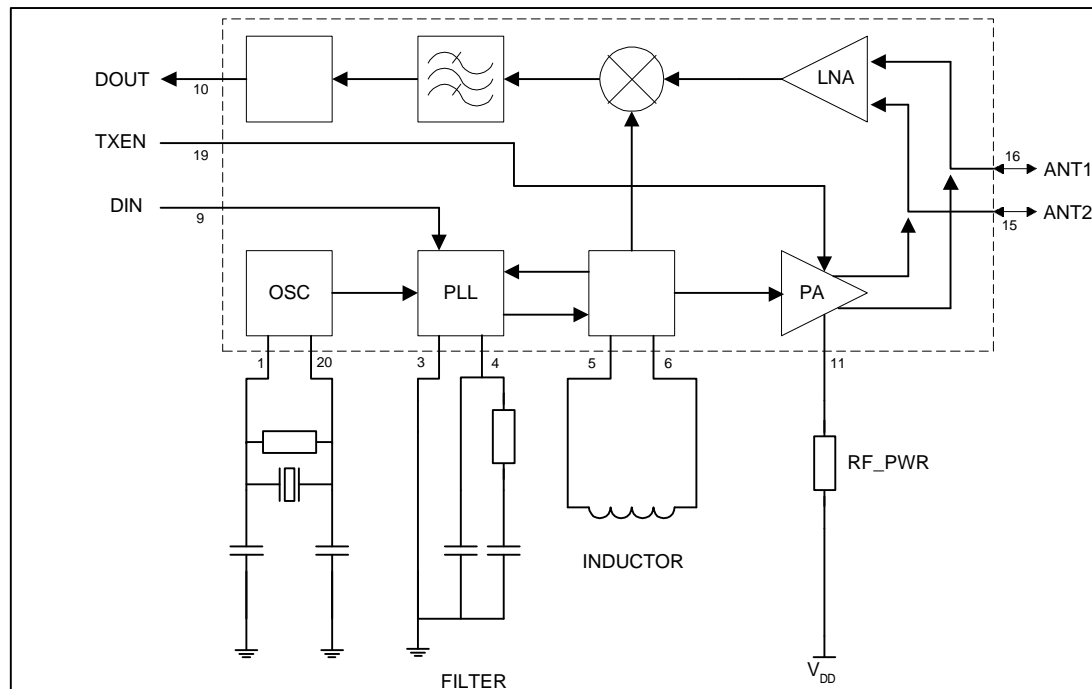 LNA
DOUT
10
TXEN
19
16
ANT1
DIN
9
ANT2
15
OSC
PLL
PA
1
20
3
4
5
6
11
RF_PWR
INDUCTOR
FILTER
VDD